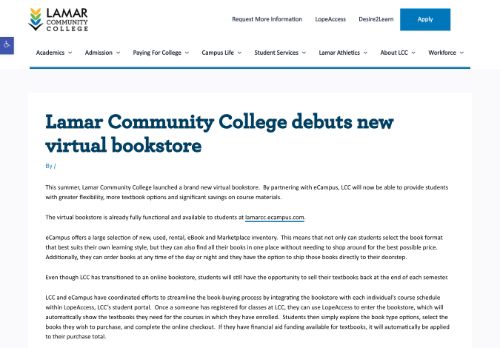 LAMAR
COMMUNITY
COLLEGE
Request More Information LopeAccess Desire2Learn Apply
Academics Admission Paying For College Campus Life Student Services Lamar Athletics About LCC Workforce
Lamar Community College debuts new
virtual bookstore
By /
This summer, Lamar Community College launched a brand new virtual bookstore. By partnering with eCampus, LCC will now be able to provide students
with greater flexibility, more textbook options and significant savings on course materials.
The virtual bookstore is already fully functional and available to students at lamarcc.ecampus.com.
eCampus offers a large selection of new, used, rental, eBook and Marketplace inventory. This means that not only can students select the book format
that best suits their own learning style, but they can also find all their books in one place without needing to shop around for the best possible price.
Additionally, they can order books at any time of the day or night and they have the option to ship those books directly to their doorstep.
Even though LCC has transitioned to an online bookstore, students will still have the opportunity to sell their textbooks back at the end of each semester.
LCC and eCampus have coordinated efforts to streamline the book-buying process by integrating the bookstore with each individual's course schedule
within LopeAccess, LCC's student portal. Once a someone has registered for classes at LCC, they can use LopeAccess to enter the bookstore, which will
automatically show the textbooks they need for the courses in which they have enrolled. Students then simply explore the book type options, select the
books they wish to purchase, and complete the online checkout. If they have financial aid funding available for textbooks, it will automatically be applied
to their purchase total.